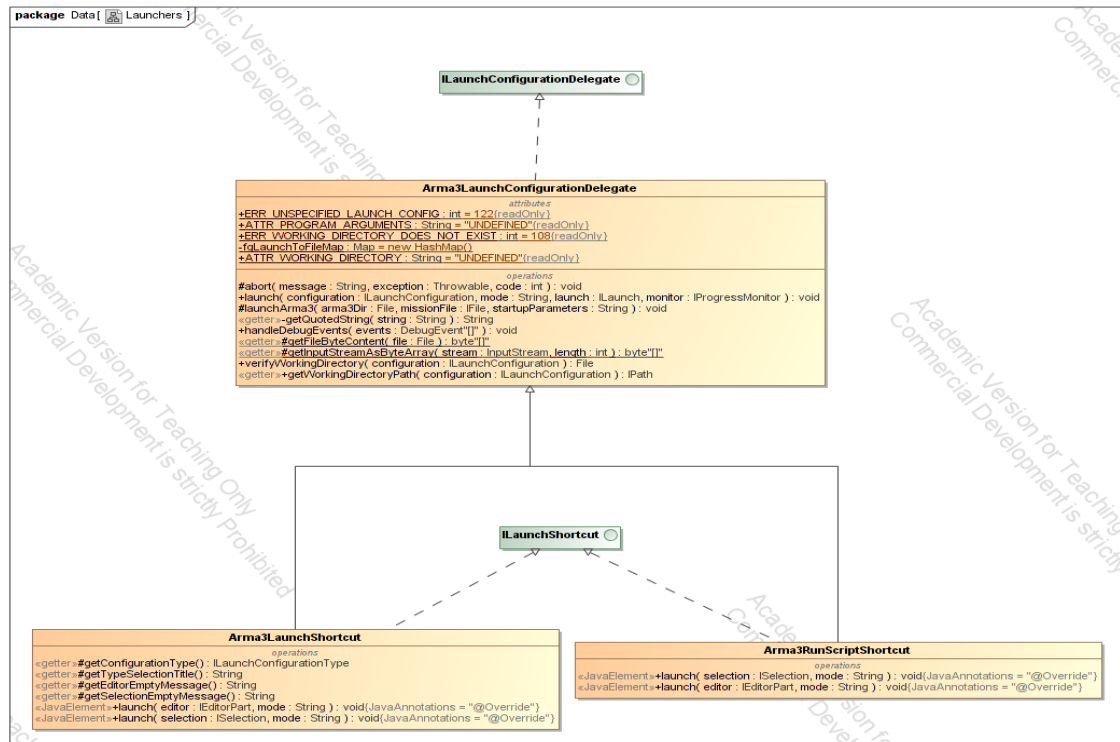 package Data[ Launchers ]
ILaunchConfigurationDelegate
Arma3LaunchConfigurationDelegate
attributes
+ERR_UNSPECIFIED_LAUNCH_CONFIG : int = 122{readOnly}
+ATTR_PROGRAM_ARGUMENTS : String = "UNDEFINED"{readOnly}
+ERR_WORKING_DIRECTORY_DOES_NOT_EXIST : int = 108{readOnly}
-fgLaunchToFileMap : Map = new HashMap()
+ATTR_WORKING_DIRECTORY : String = "UNDEFINED"{readOnly}
operations
#abort( message : String, exception : Throwable, code : int ) : void
+launch( configuration : ILaunchConfiguration, mode : String, launch : ILaunch, monitor : IProgressMonitor ) : void
#launchArma3( arma3Dir : File, missionFile : IFile, startupParameters : String ) : void
«getter»-getQuotedString( string : String ) : String
+handleDebugEvents( events : DebugEvent"[]" ) : void
«getter»#getFileByteContent( file : File ) : byte"[]"
«getter»#getInputStreamAsByteArray( stream : InputStream, length : int ) : byte"[]"
+verifyWorkingDirectory( configuration : ILaunchConfiguration ) : File
«getter»+getWorkingDirectoryPath( configuration : ILaunchConfiguration ) : IPath
ILaunchShortcut
Arma3LaunchShortcut
operations
«getter»#getConfigurationType() : ILaunchConfigurationType
«getter»#getTypeSelectionTitle() : String
«getter»#getEditorEmptyMessage() : String
«getter»#getSelectionEmptyMessage() : String
«JavaElement»+launch( editor : IEditorPart, mode : String ) : void{JavaAnnotations = "@Override"}
«JavaElement»+launch( selection : ISelection, mode : String ) : void{JavaAnnotations = "@Override"}
Arma3RunScriptShortcut
operations
«JavaElement»+launch( selection : ISelection, mode : String ) : void{JavaAnnotations = "@Override"}
«JavaElement»+launch( editor : IEditorPart, mode : String ) : void{JavaAnnotations = "@Override"}
Academic Version for Teaching Only
Commercial Development is strictly Prohibited